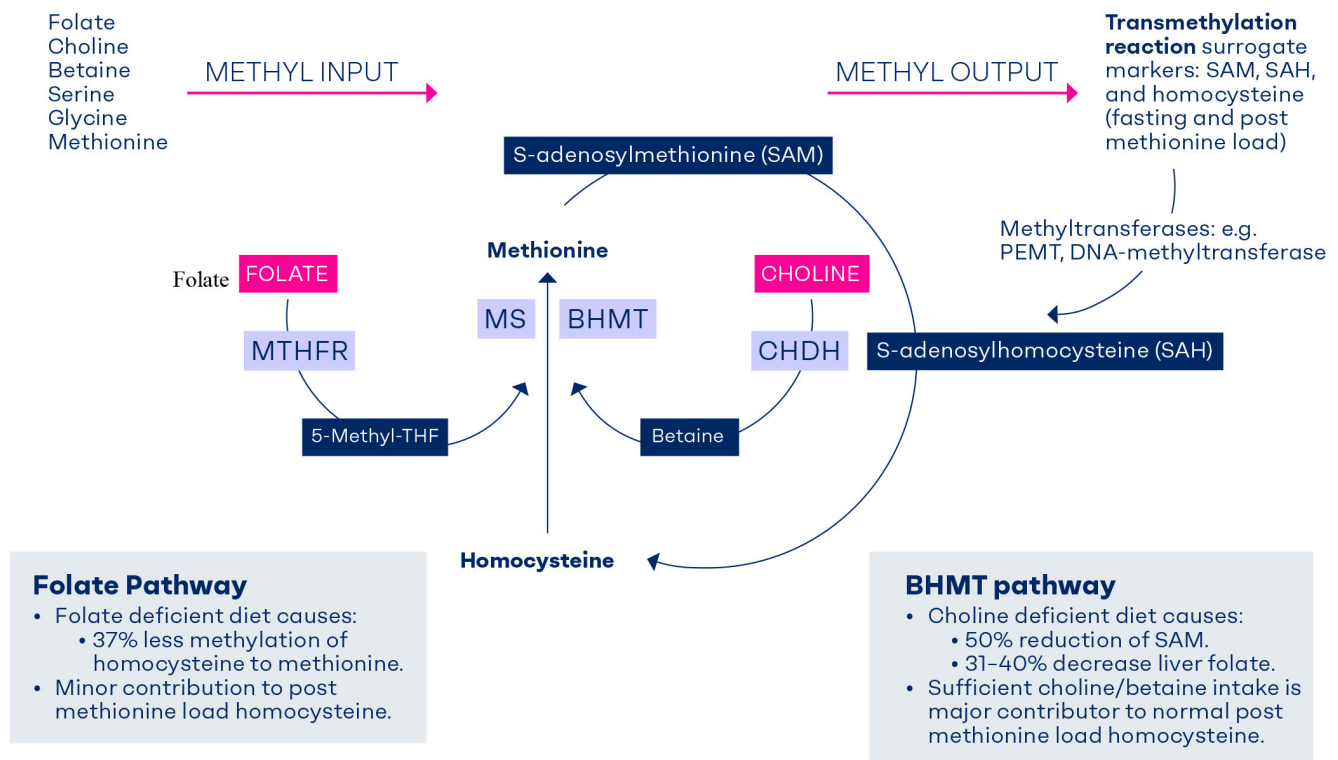 Folate
Choline
Betaine
Serine
Glycine
Methionine
METHYL INPUT
METHYL OUTPUT
Transmethylation
reaction surrogate
markers: SAM, SAH,
and homocysteine
(fasting and post
methionine load)
S-adenosylmethionine (SAM)
Methyltransferases: e.g.
PEMT, DNA-methyltransferase
Methionine
Folate
FOLATE
CHOLINE
MS
BHMT
MTHFR
CHDH
S-adenosylhomocysteine (SAH)
5-Methyl-THF
Betaine
Homocysteine
Folate Pathway
• Folate deficient diet causes:
• 37% less methylation of
homocysteine to methionine.
• Minor contribution to post
methionine load homocysteine.
BHMT pathway
• Choline deficient diet causes:
• 50% reduction of SAM.
• 31–40% decrease liver folate.
• Sufficient choline/betaine intake is
major contributor to normal post
methionine load homocysteine.